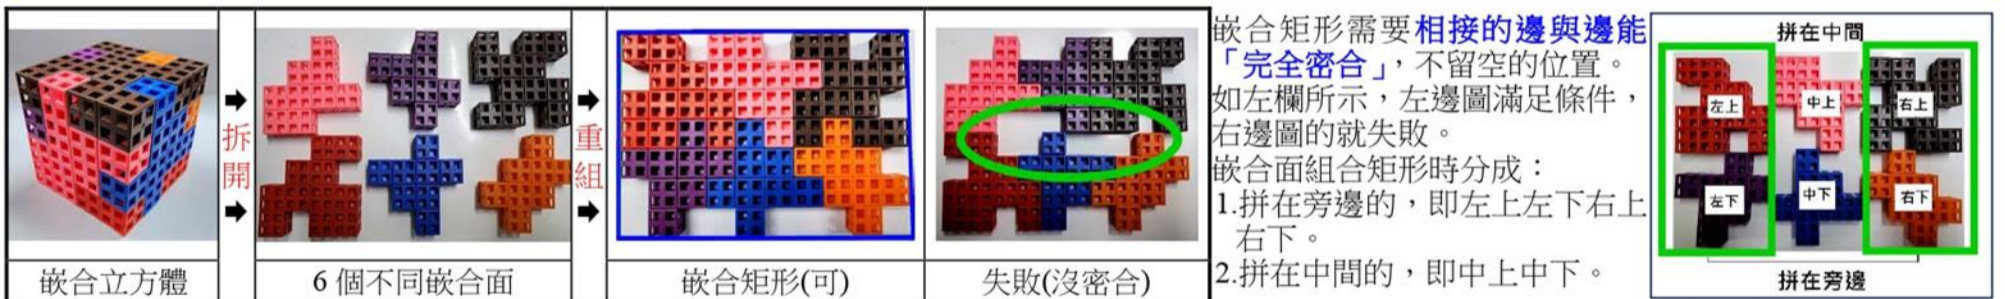 拆
開
重
組
嵌合立方體
6 個不同嵌合面
嵌合矩形(可)
失敗(沒密合)
嵌合矩形需要相接的邊與邊能
「完全密合」，不留空的位置。
如左欄所示，左邊圖滿足條件，
右邊圖的就失敗。
嵌合面組合矩形時分成：
1.拼在旁邊的，即左上左下右上
右下。
2.拼在中間的，即中上中下。
拼在中間
左上
中上
右上
左下
中下
右下
拼在旁邊